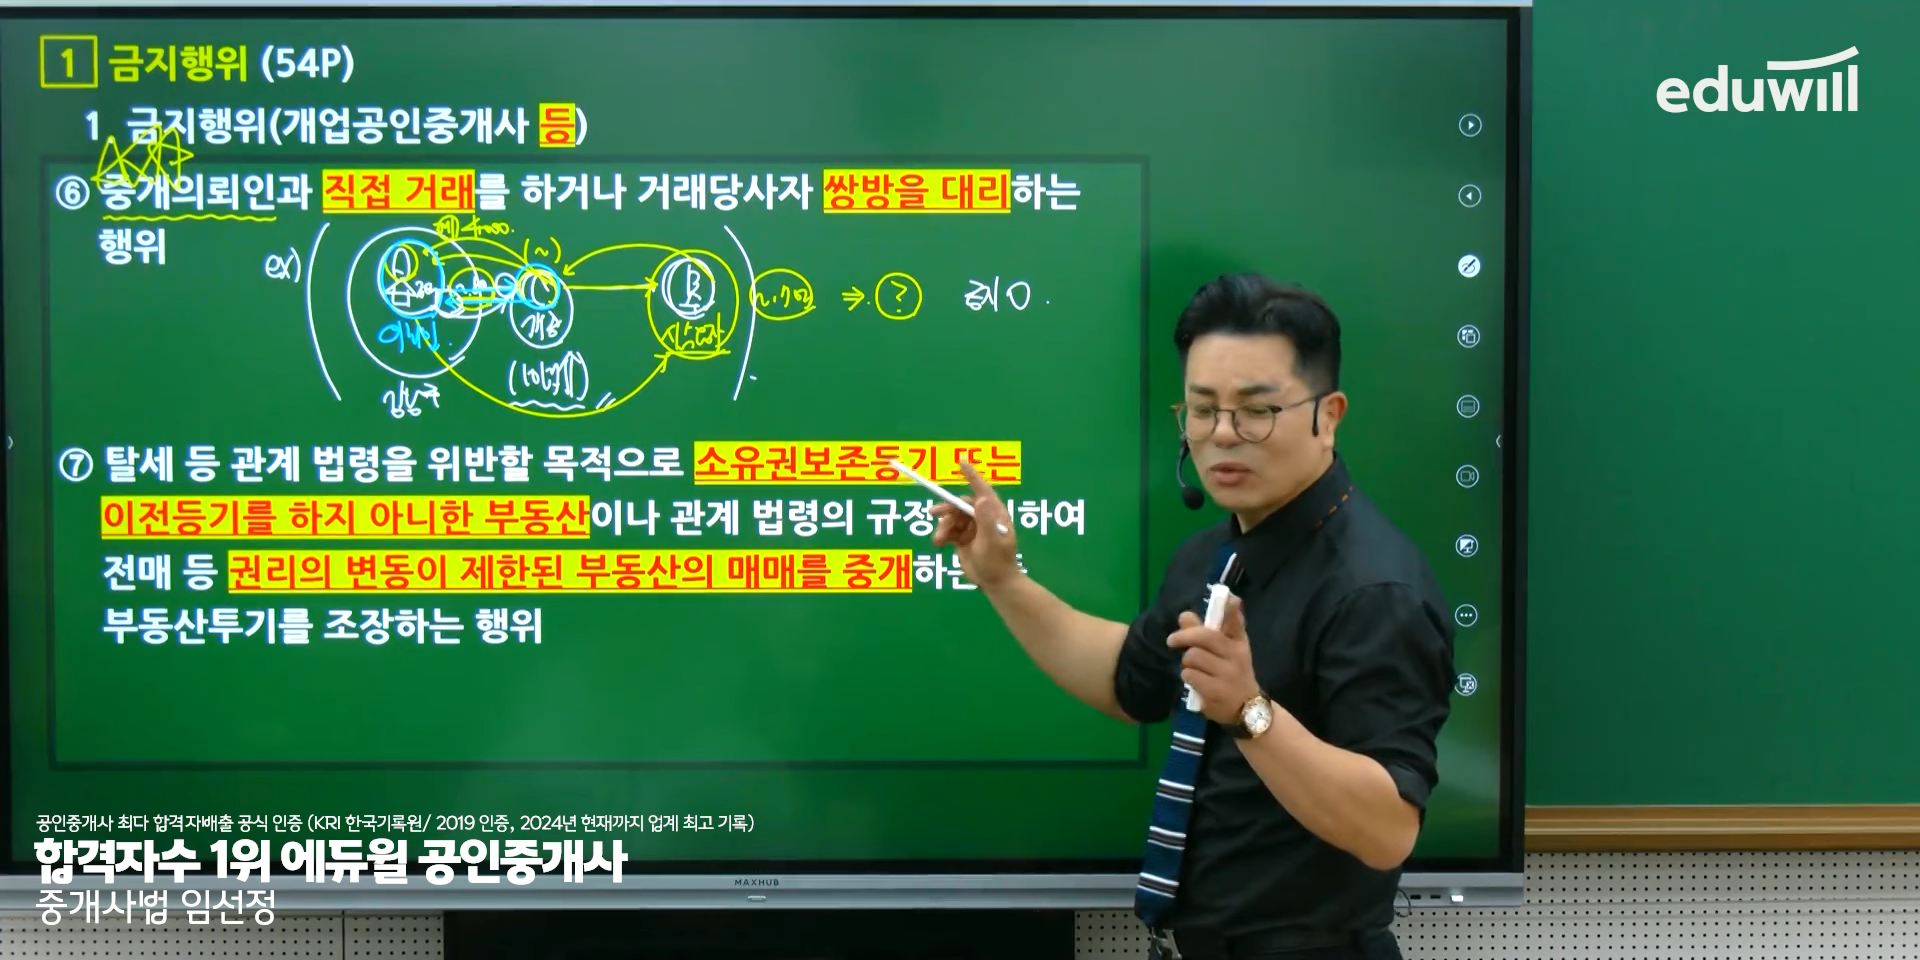 1 금지행위 (54P)
eduwill
1 금지행위(개업공인중개사 등)
⑥ 중개의뢰인과 직접 거래를 하거나 거래당사자 쌍방을 대리하는
행위
ex)
⇒ ?
⑦ 탈세 등 관계 법령을 위반할 목적으로 소유권보존등기 또는
이전등기를 하지 아니한 부동산이나 관계 법령의 규정 하여
전매 등 권리의 변동이 제한된 부동산의 매매를 중개하는
부동산투기를 조장하는 행위
공인중개사 최다 합격자배출 공식 인증 (KRI 한국기록원/ 2019 인증, 2024년 현재까지 업계 최고 기록)
합격자수 1위 에듀윌 공인중개사
중개사법 임선정
MAXHUB